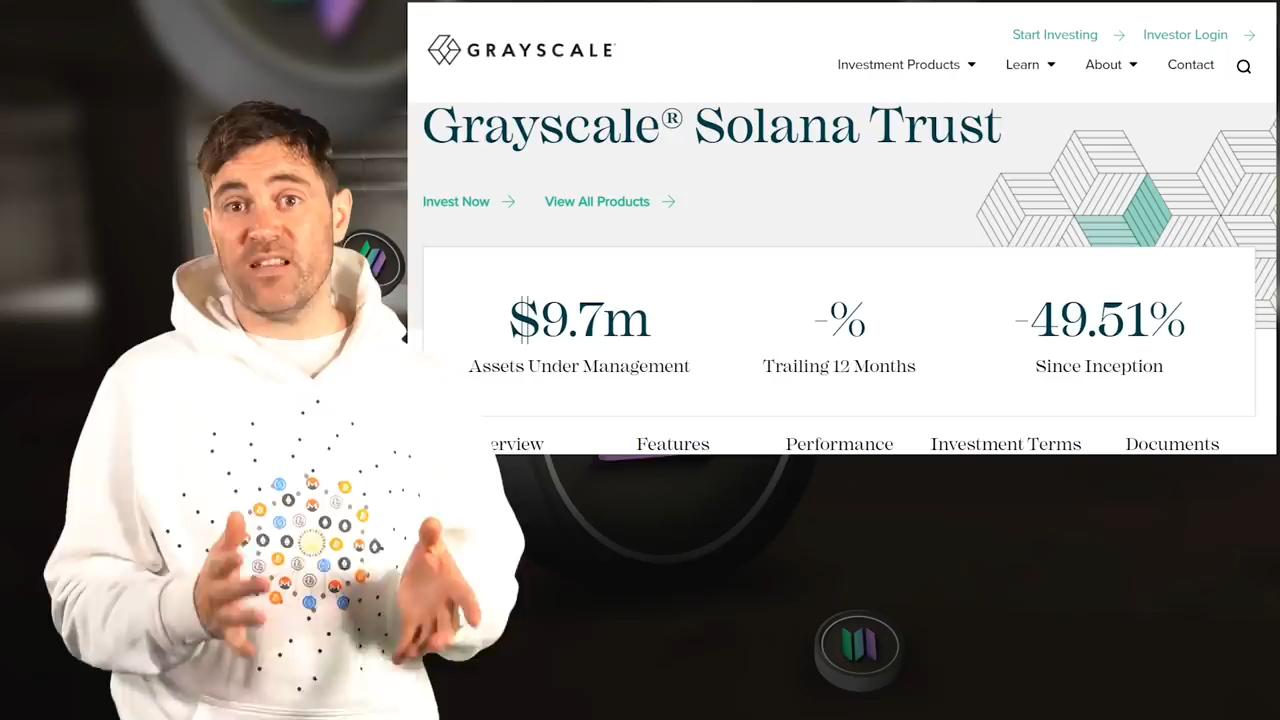 GRAYSCALE
Start Investing
Investor Login
Investment Products
Learn
About
Contact
Grayscale® Solana Trust
Invest Now
View All Products
$9.7m
-%
-49.51%
Assets Under Management
Trailing 12 Months
Since Inception
erview
Features
Performance
Investment Terms
Documents